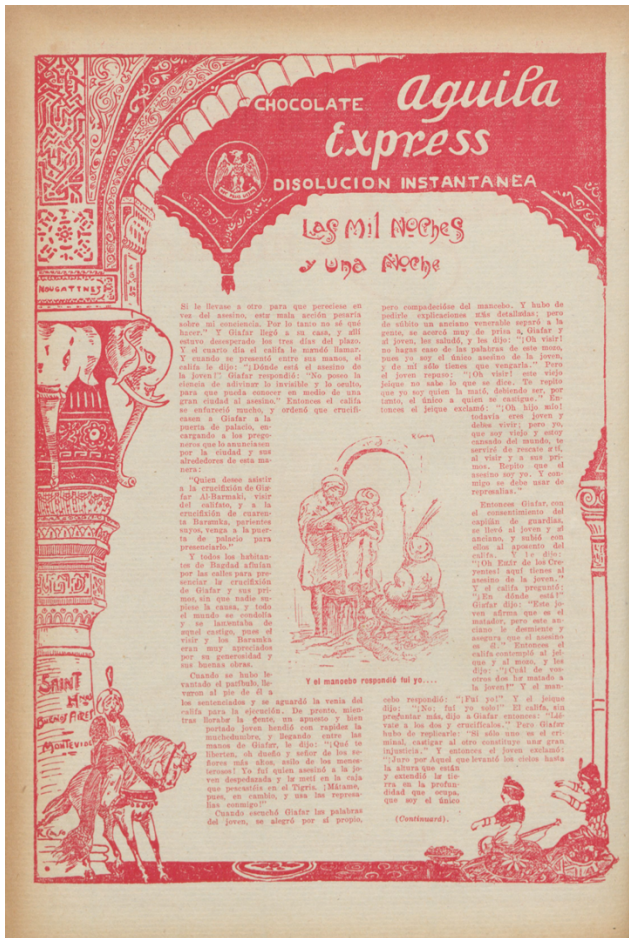 CHOCOLATE Aguila
Express
DISOLUCION INSTANTANEA
Las Mil Noches
y Una Noche
NOUGATTINES
SAINT
Hnos
BUENOS AIRES
MONTEVIDEO
Si le llevase a otro para que pereciese en
vez del asesino, esta mala acción pesaría
sobre mi conciencia. Por lo tanto no sé qué
hacer." Y Giafar llegó a su casa, y allí
estuvo desesperado los tres días del plazo.
Y el cuarto día el califa le mandó llamar.
Y cuando se presentó entre sus manos, el
califa le dijo: "¿Dónde está el asesino de
la joven?" Giafar respondió: "No poseo la
ciencia de adivinar lo invisible y lo oculto,
para que pueda conocer en medio de una
gran ciudad al asesino." Entonces el califa
se enfureció mucho, y ordenó que crucifi-
casen a Giafar a la
puerta de palacio, en-
cargando a los prego-
neros que lo anunciasen
por la ciudad y sus
alrededores de esta ma-
nera:
"Quien desee asistir
a la crucifixión de Gia-
far Al-Barmaki, visir
del califato, y a la
crucifixión de cuaren-
ta Baramka, parientes
suyos, venga a la puer-
ta de palacio para
presenciarlo."
Y todos los habitan-
tes de Bagdad afluían
por las calles para pre-
senciar la crucifixión
de Giafar y sus pri-
mos, sin que nadie su-
piese la causa, y todo
el mundo se condolía
y se lamentaba de
aquel castigo, pues el
visir y los Baramka
eran muy apreciados
por su generosidad y
sus buenas obras.
Cuando se hubo le-
vantado el patíbulo, lle-
varon al pie de él a
los sentenciados y se aguardó la venia del
califa para la ejecución. De pronto, mien-
tras lloraba la gente, un apuesto y bien
portado joven hendió con rapidez la
muchedumbre, y llegando entre las
manos de Giafar, le dijo: "¡Qué te
liberten, oh dueño y señor de los se-
ñores más altos, asilo de los menes-
terosos! Yo fuí quien asesinó a la jo-
ven despedazada y la metí en la caja
que pescasteis en el Tigris. ¡Mátame,
pues, en cambio, y usa las represa-
lias conmigo!"
Cuando escuchó Giafar las palabras
del joven, se alegró por sí propio,
Y el mancebo respondió fuí yo....
pero compadecióse del mancebo. Y hubo de
pedirle explicaciones más detalladas; pero
de súbito un anciano venerable separó a la
gente, se acercó muy de prisa a Giafar y
al joven, les saludó, y les dijo: "¡Oh visir!
no hagas caso de las palabras de este mozo,
pues yo soy el único asesino de la joven,
y de mí sólo tienes que vengarla." Pero
el joven repuso: "¡Oh visir! este viejo
jeique no sabe lo que se dice. Te repito
que yo soy quien la mató, debiendo ser, por
tanto, el único a quien se castigue." En-
tonces el jeique exclamó: "¡Oh hijo mío!
todavía eres joven y
debes vivir; pero yo,
que soy viejo y estoy
cansado del mundo, te
serviré de rescate a ti,
al visir y a sus pri-
mos. Repito que el
asesino soy yo. Y con-
migo se debe usar de
represalias."
Entonces Giafar, con
el consentimiento del
capitán de guardias,
se llevó al joven y al
anciano, y subió con
ellos al aposento del
califa. Y le dijo:
"¡Oh Emir de los Cre-
yentes! aquí tienes al
asesino de la joven."
Y el califa preguntó:
"¿En dónde está?"
Giafar dijo: "Este jo-
ven afirma que es el
matador, pero este an-
ciano le desmiente y
asegura que el asesino
es él." Entonces el
califa contempló al jei-
que y al mozo, y les
dijo: "¿Cuál de vos-
otros dos ha matado a
la joven?" Y el man-
cebo respondió: "¡Fuí yo!" Y el jeique
dijo: "¡No; fuí yo solo!" El califa, sin
preguntar más, dijo a Giafar entonces: "Llé-
vate a los dos y crucifícalos." Pero Giafar
hubo de replicarle: "Si sólo uno es el cri-
minal, castigar al otro constituye una gran
injusticia." Y entonces el joven exclamó:
"¡Juro por Aquel que levantó los cielos hasta
la altura que están
y extendió la tie-
rra en la profun-
didad que ocupa,
que soy el único
(Continuará).